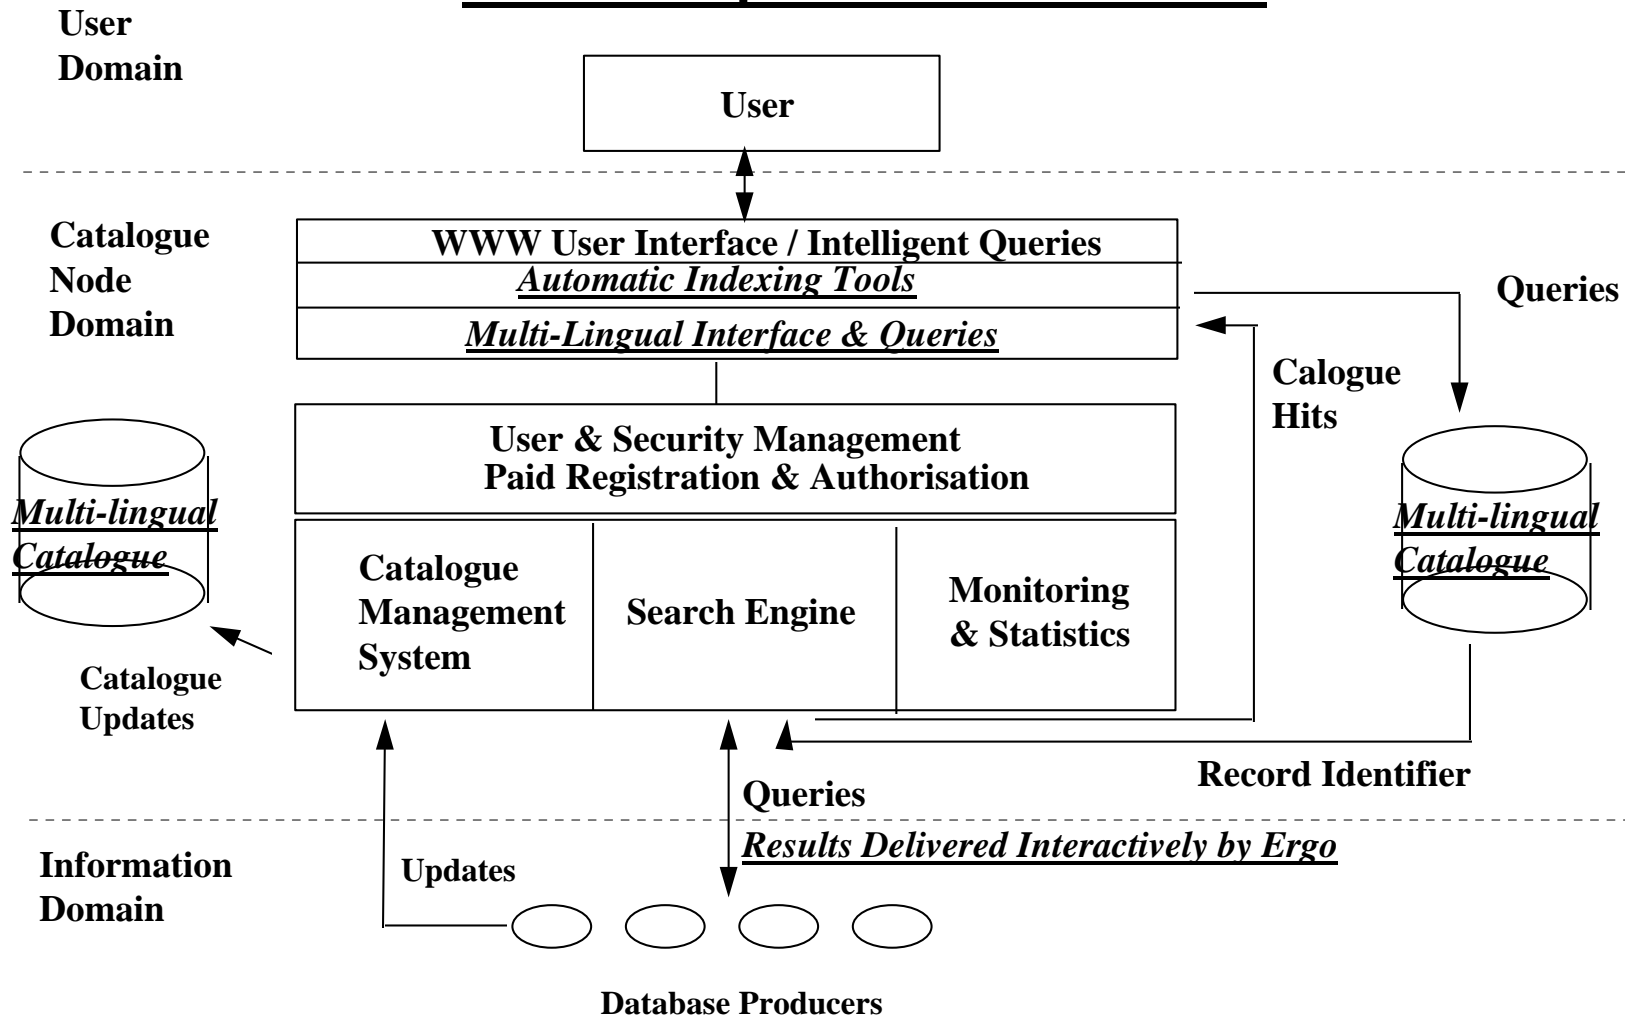 User
Domain
User
Catalogue
Node
Domain
WWW User Interface / Intelligent Queries
Automatic Indexing Tools
Multi-Lingual Interface & Queries
Queries
Calogue
Hits
User & Security Management
Paid Registration & Authorisation
Multi-lingual
Catalogue
Catalogue
Management
System
Search Engine
Monitoring
& Statistics
Multi-lingual
Catalogue
Catalogue
Updates
Record Identifier
Queries
Results Delivered Interactively by Ergo
Information
Domain
Updates
Database Producers